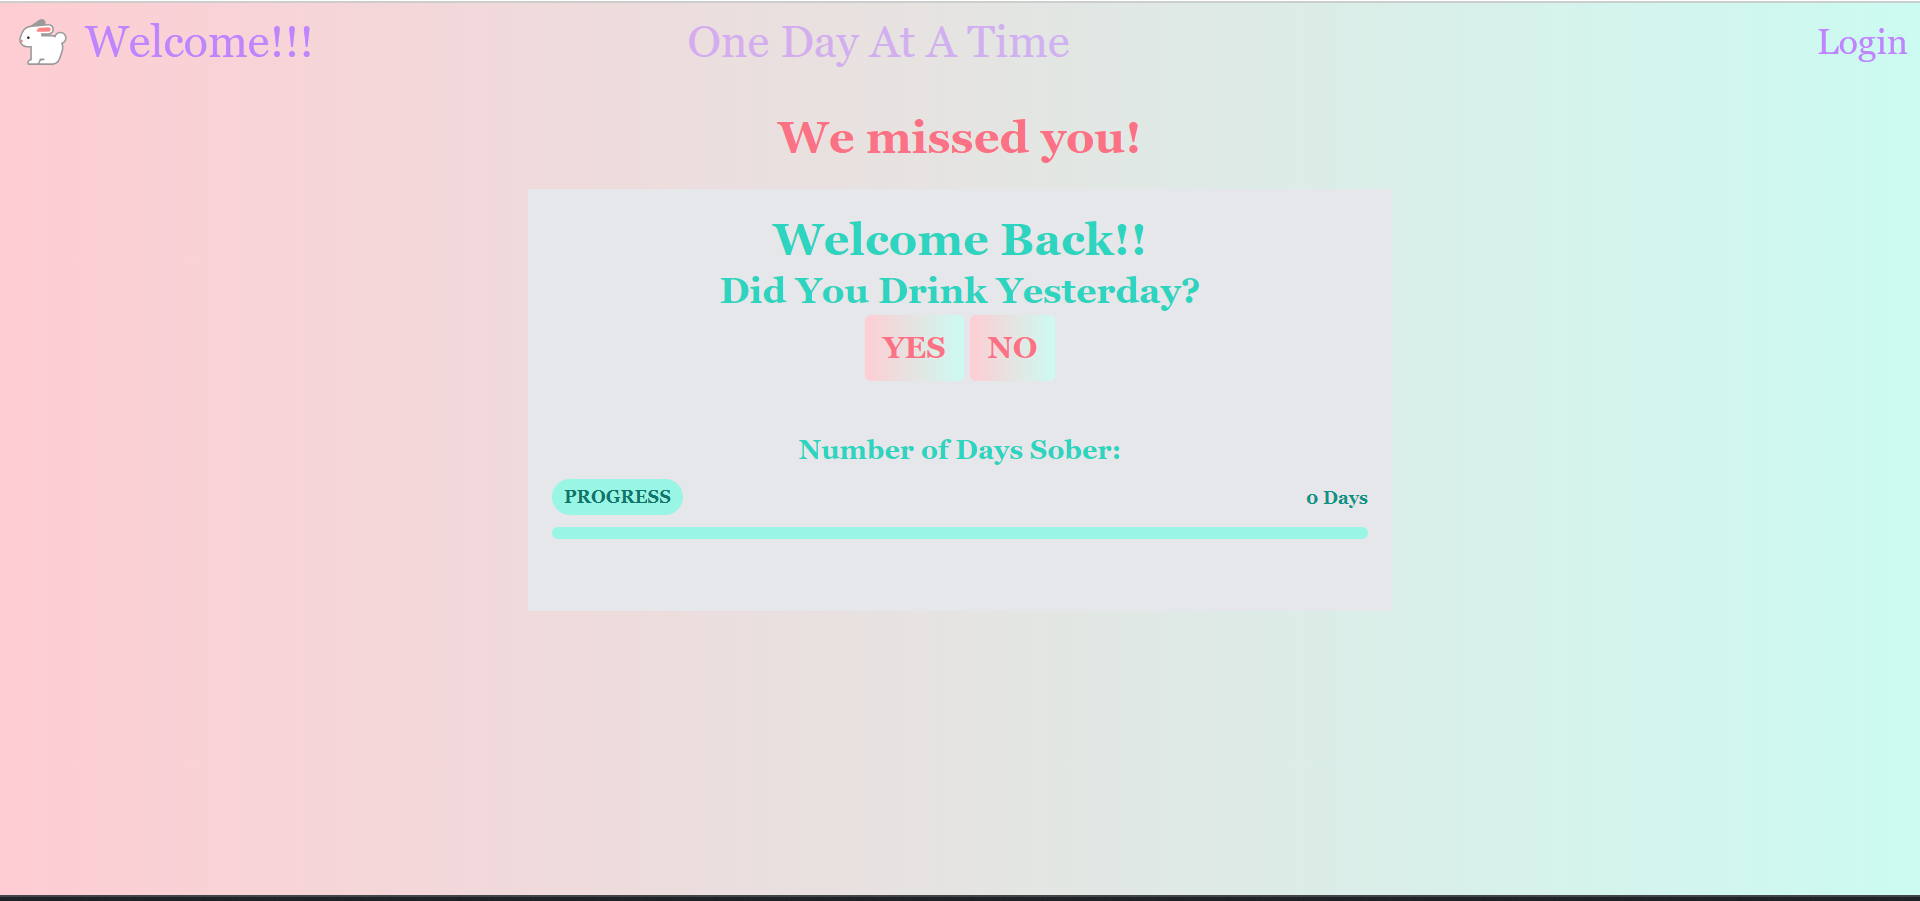 Welcome!!!
One Day At A Time
Login
We missed you!
Welcome Back!!
Did You Drink Yesterday?
YES NO
Number of Days Sober:
PROGRESS
0 Days